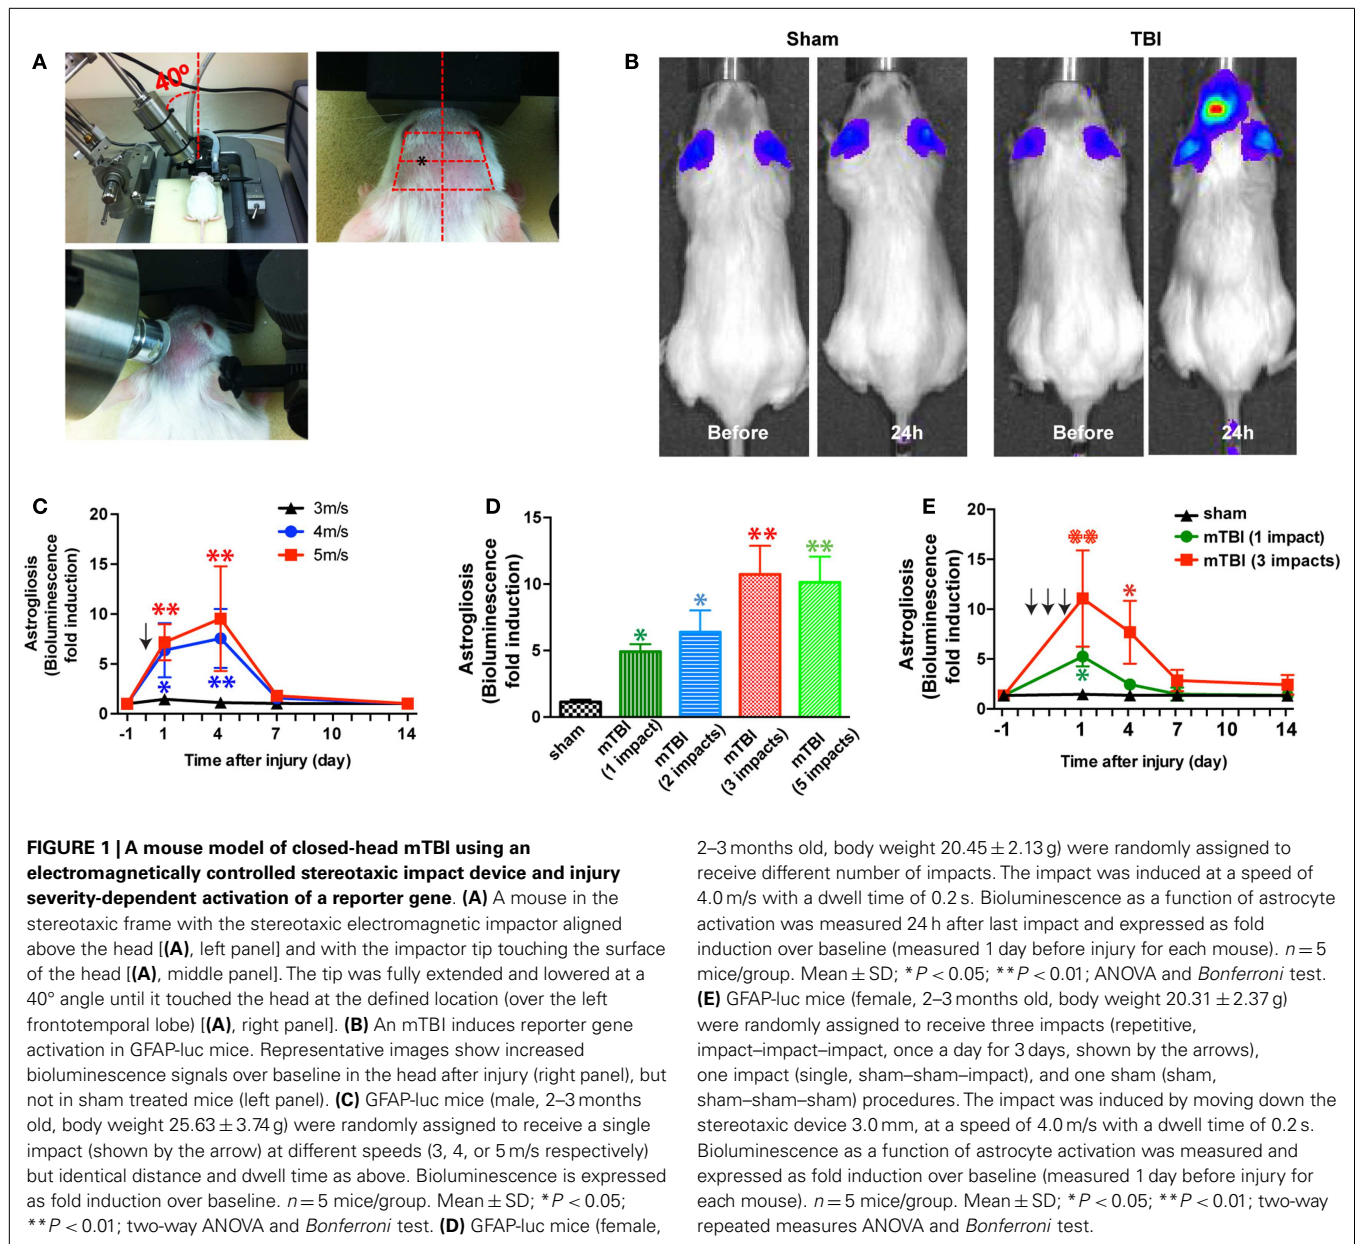 A
40º
*
B
Sham
TBI
Before
24h
Before
24h
C
Astrogliosis
(Bioluminescence
fold induction)
20
15
10
5
0
**
**
*
**
3m/s
4m/s
5m/s
-1 1 4 7 14
Time after injury (day)
D
Astrogliosis
(Bioluminescence
fold induction)
15
10
5
0
*
*
**
**
sham
mTBI
(1 impact)
mTBI
(2 impacts)
mTBI
(3 impacts)
mTBI
(5 impacts)
E
Astrogliosis
(Bioluminescence
fold induction)
20
15
10
5
0
**
*
*
sham
mTBI (1 impact)
mTBI (3 impacts)
-1 1 4 7 10 14
Time after injury (day)
FIGURE 1 | A mouse model of closed-head mTBI using an
electromagnetically controlled stereotaxic impact device and injury
severity-dependent activation of a reporter gene. (A) A mouse in the
stereotaxic frame with the stereotaxic electromagnetic impactor aligned
above the head [(A), left panel] and with the impactor tip touching the surface
of the head [(A), middle panel]. The tip was fully extended and lowered at a
40° angle until it touched the head at the defined location (over the left
frontotemporal lobe) [(A), right panel]. (B) An mTBI induces reporter gene
activation in GFAP-luc mice. Representative images show increased
bioluminescence signals over baseline in the head after injury (right panel), but
not in sham treated mice (left panel). (C) GFAP-luc mice (male, 2–3 months
old, body weight 25.63 ± 3.74 g) were randomly assigned to receive a single
impact (shown by the arrow) at different speeds (3, 4, or 5 m/s respectively)
but identical distance and dwell time as above. Bioluminescence is expressed
as fold induction over baseline. n = 5 mice/group. Mean ± SD; *P < 0.05;
**P < 0.01; two-way ANOVA and Bonferroni test. (D) GFAP-luc mice (female,
2–3 months old, body weight 20.45 ± 2.13 g) were randomly assigned to
receive different number of impacts. The impact was induced at a speed of
4.0 m/s with a dwell time of 0.2 s. Bioluminescence as a function of astrocyte
activation was measured 24 h after last impact and expressed as fold
induction over baseline (measured 1 day before injury for each mouse). n = 5
mice/group. Mean ± SD; *P < 0.05; **P < 0.01; ANOVA and Bonferroni test.
(E) GFAP-luc mice (female, 2–3 months old, body weight 20.31 ± 2.37 g)
were randomly assigned to receive three impacts (repetitive,
impact–impact–impact, once a day for 3 days, shown by the arrows),
one impact (single, sham–sham–impact), and one sham (sham,
sham–sham–sham) procedures. The impact was induced by moving down the
stereotaxic device 3.0 mm, at a speed of 4.0 m/s with a dwell time of 0.2 s.
Bioluminescence as a function of astrocyte activation was measured and
expressed as fold induction over baseline (measured 1 day before injury for
each mouse). n = 5 mice/group. Mean ± SD; *P < 0.05; **P < 0.01; two-way
repeated measures ANOVA and Bonferroni test.